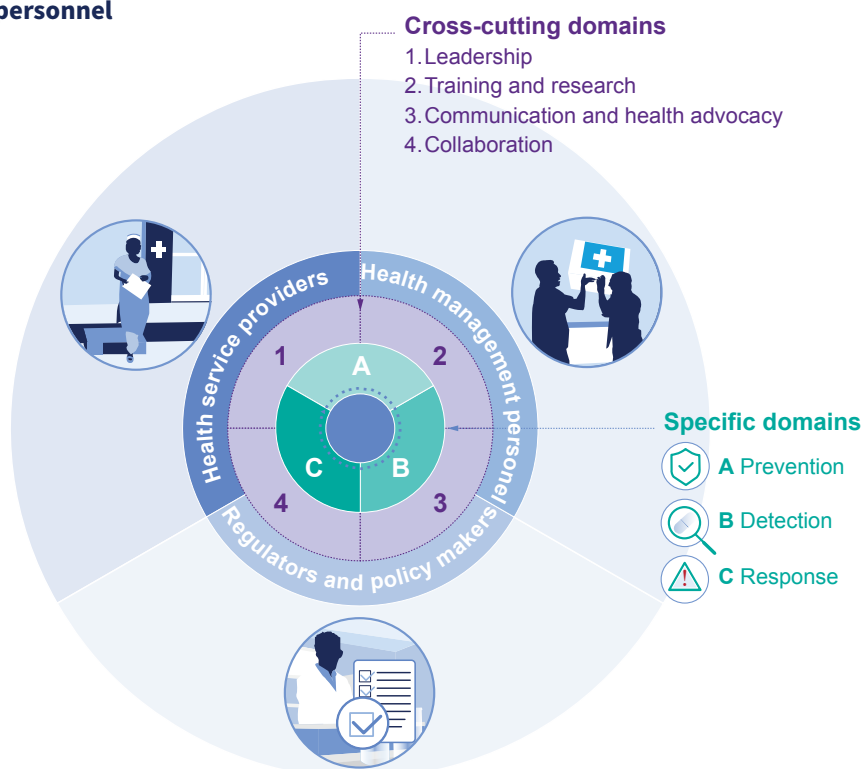 personnel
Cross-cutting domains
1.Leadership
2.Training and research
3.Communication and health advocacy
4.Collaboration
Health service providers
Health management personel
Regulators and policy makers
1
2
3
4
A
B
C
Specific domains
A Prevention
B Detection
C Response